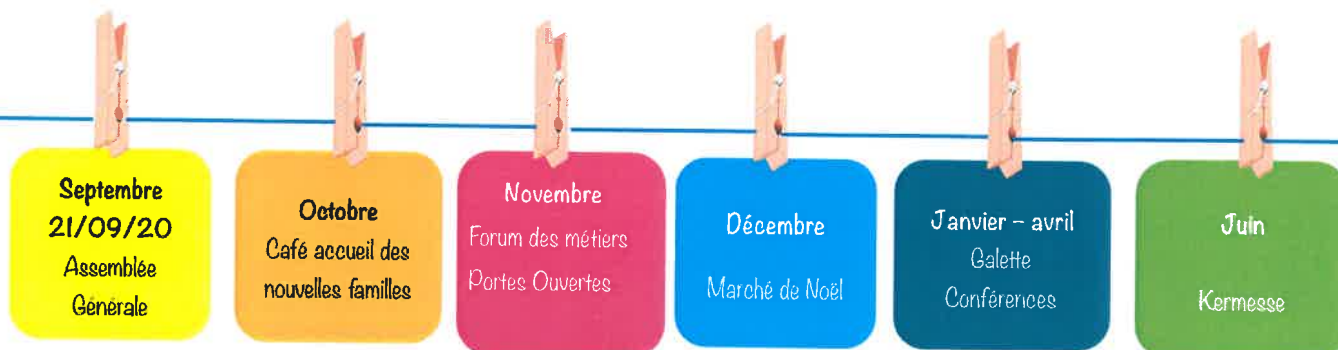 Septembre
21/09/20
Assemblée
Générale
Octobre
Café accueil des
nouvelles familles
Novembre
Forum des métiers
Portes Ouvertes
Décembre
Marché de Noël
Janvier – avril
Galette
Conférences
Juin
Kermesse